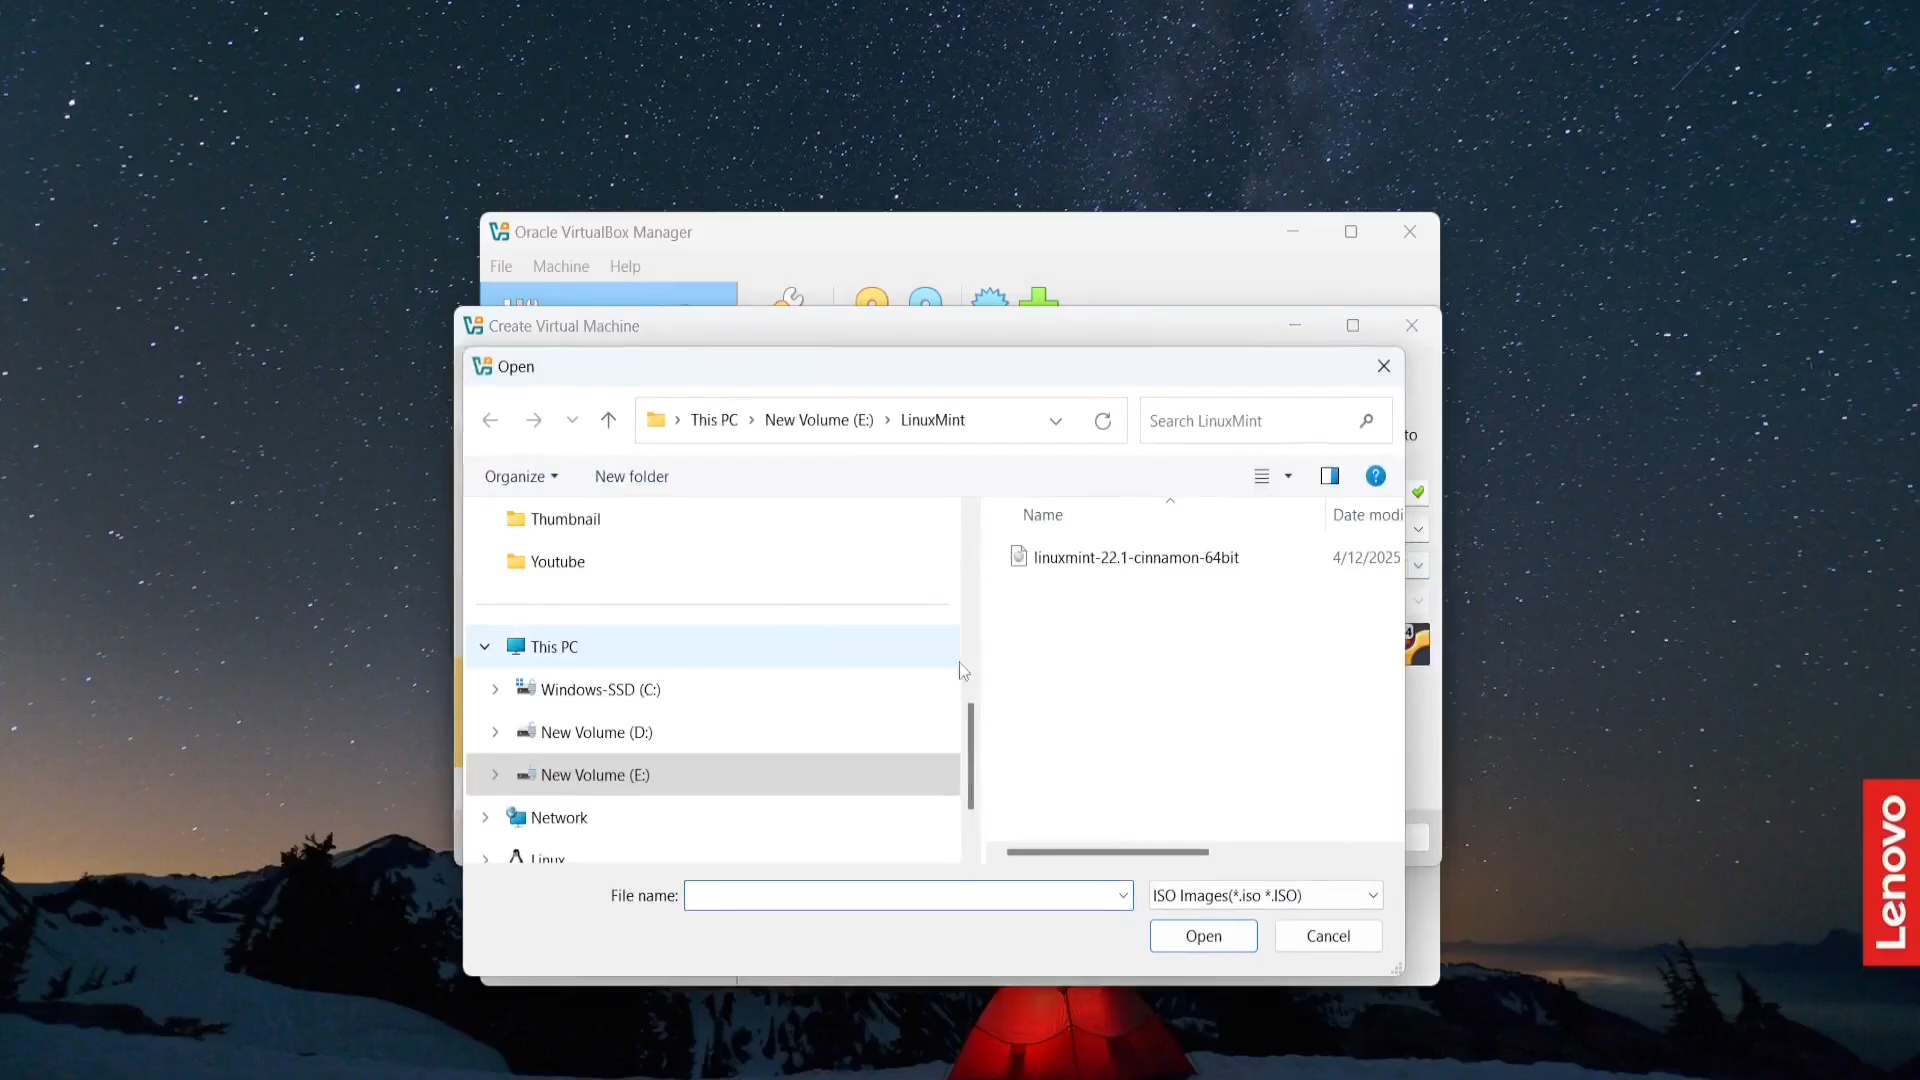 Oracle VirtualBox Manager
File Machine Help
Create Virtual Machine
Open
This PC New Volume (E:) LinuxMint
Search LinuxMint
to
Organize New folder
?
Thumbnail
Youtube
Name Date modi
linuxmint-22.1-cinnamon-64bit 4/12/2025
This PC
Windows-SSD (C:)
New Volume (D:)
New Volume (E:)
Network
Linux
File name:
ISO Images(*.iso *.ISO)
Open Cancel
Lenovo